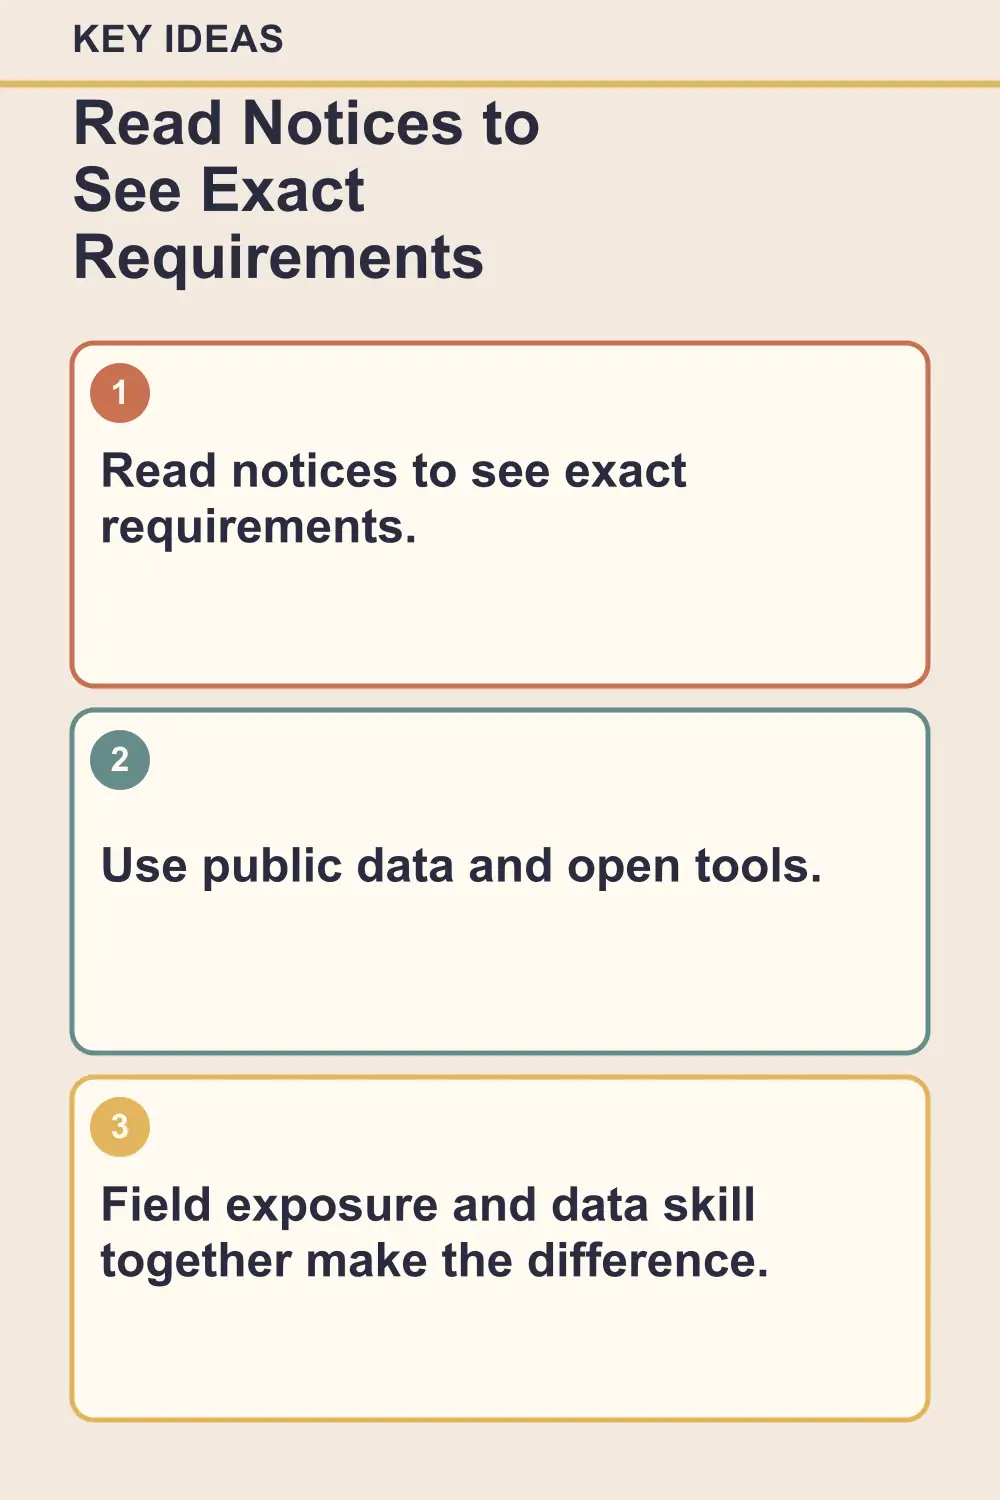 KEY IDEAS
Read Notices to
See Exact
Requirements
1
Read notices to see exact
requirements.
2
Use public data and open tools.
3
Field exposure and data skill
together make the difference.